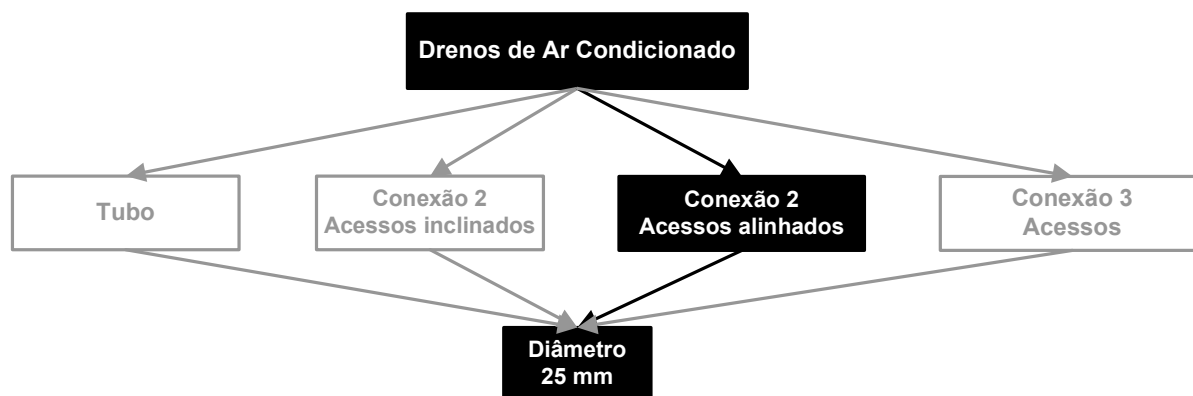 Drenos de Ar Condicionado
Tubo
Conexão 2
Acessos inclinados
Conexão 2
Acessos alinhados
Conexão 3
Acessos
Diâmetro
25 mm